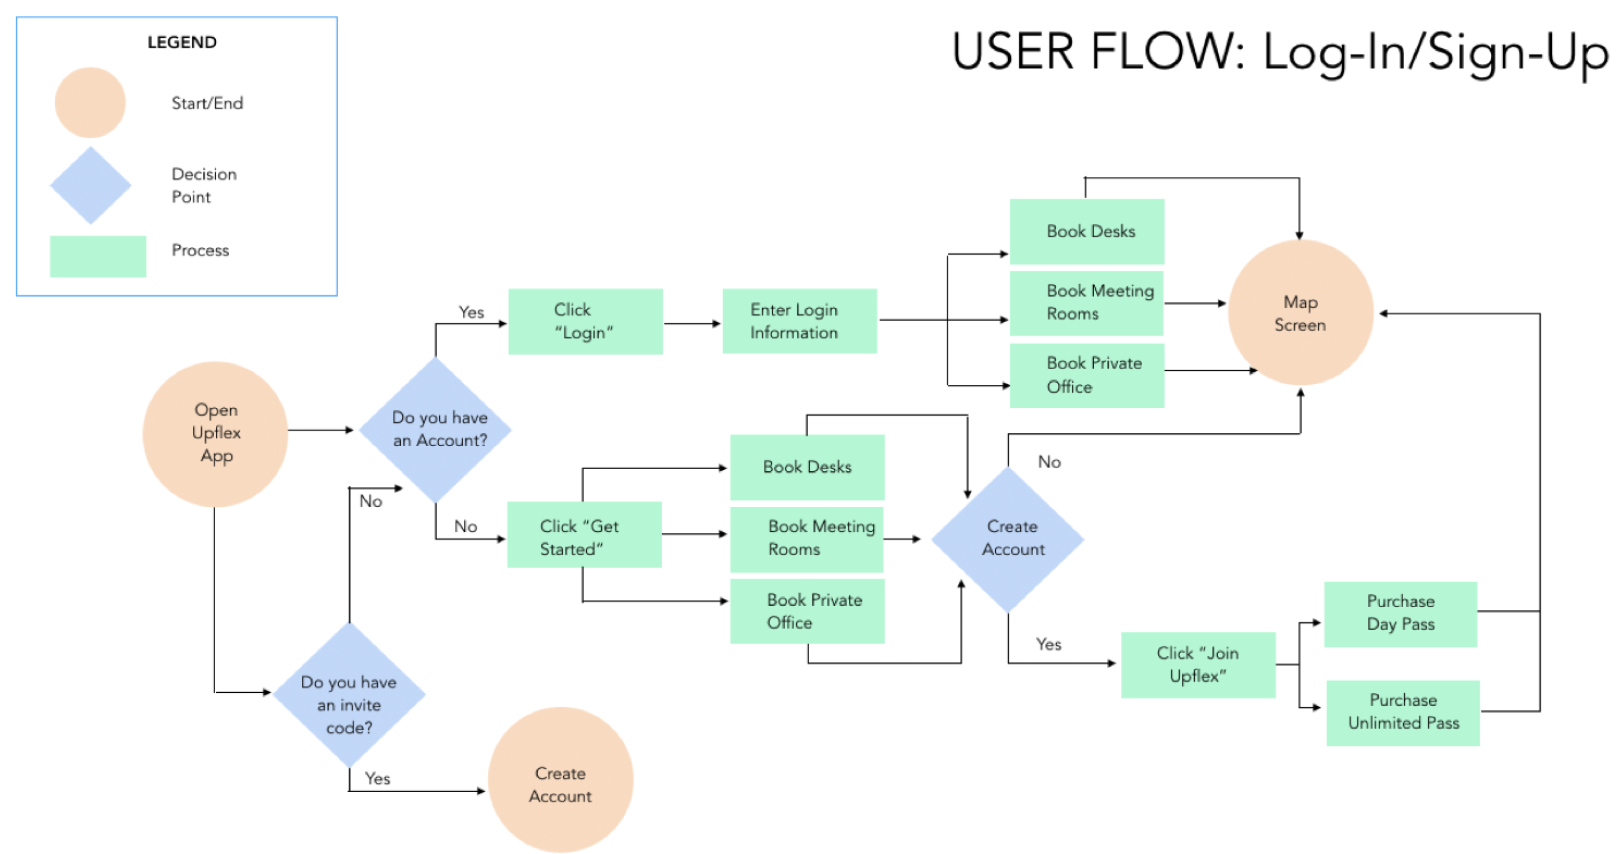 LEGEND
Start/End
Decision
Point
Process
USER FLOW: Log-In/Sign-Up
Open
Upflex
App
Do you have
an Account?
Yes
Click
“Login”
Enter Login
Information
Book Desks
Book Meeting
Rooms
Book Private
Office
Map
Screen
No
No
Click “Get
Started”
Book Desks
Book Meeting
Rooms
Book Private
Office
Create
Account
No
Yes
Click “Join
Upflex”
Purchase
Day Pass
Purchase
Unlimited Pass
Do you have
an invite
code?
Yes
Create
Account